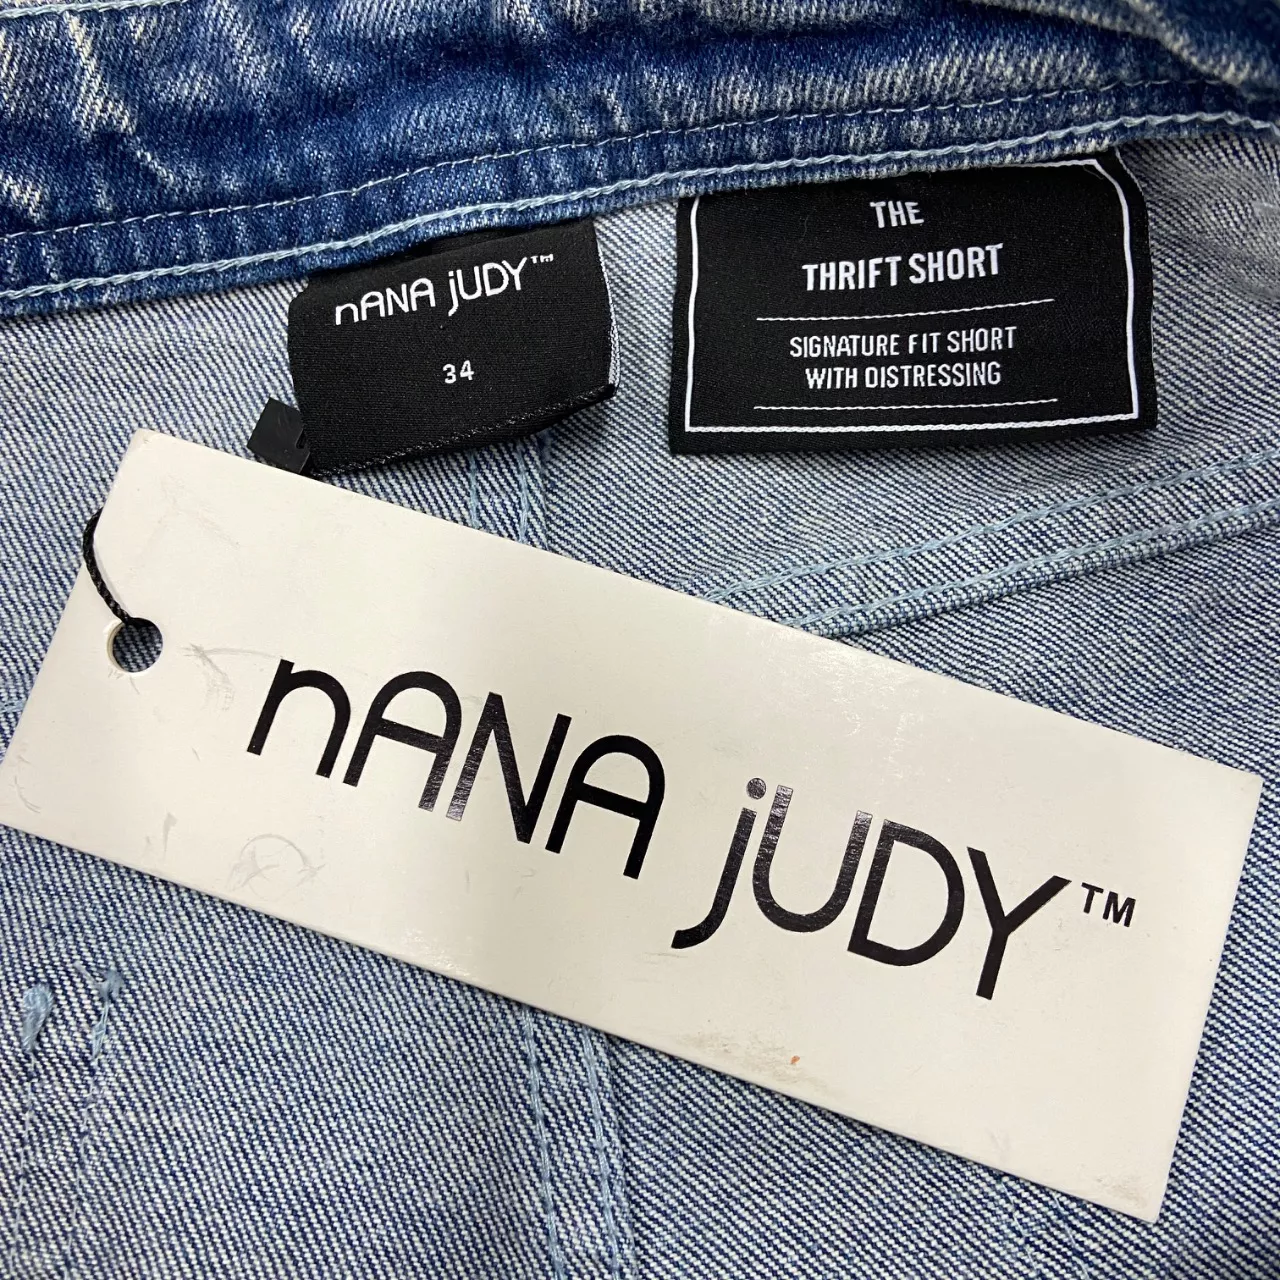 nANA jUDY™
34
THE
THRIFT SHORT
SIGNATURE FIT SHORT
WITH DISTRESSING
nANA jUDY™